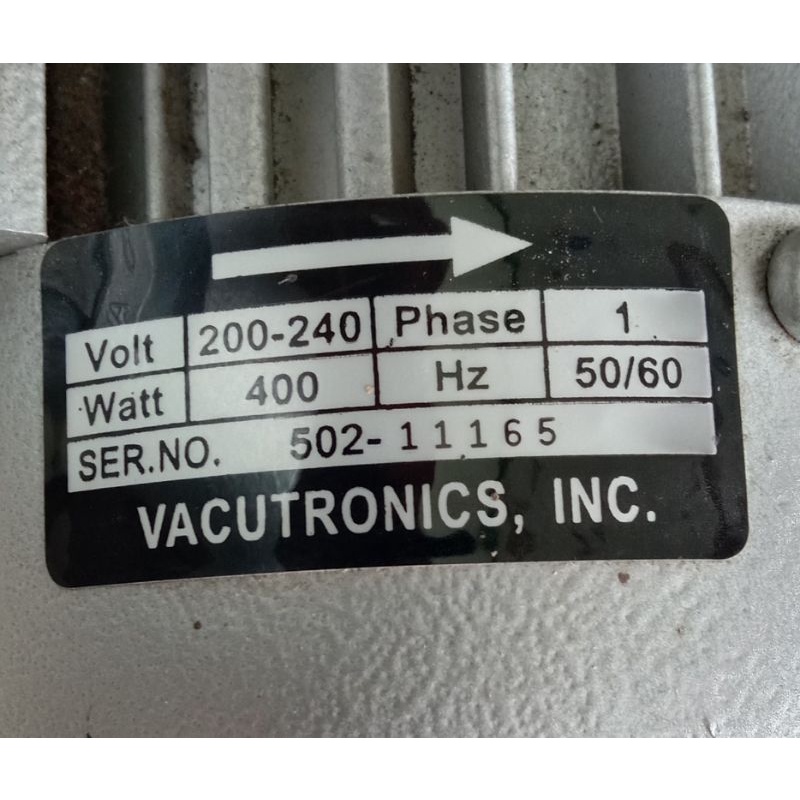 Volt 200-240 Phase 1
Watt 400 Hz 50/60
SER.NO. 502-11165
VACUTRONICS, INC.